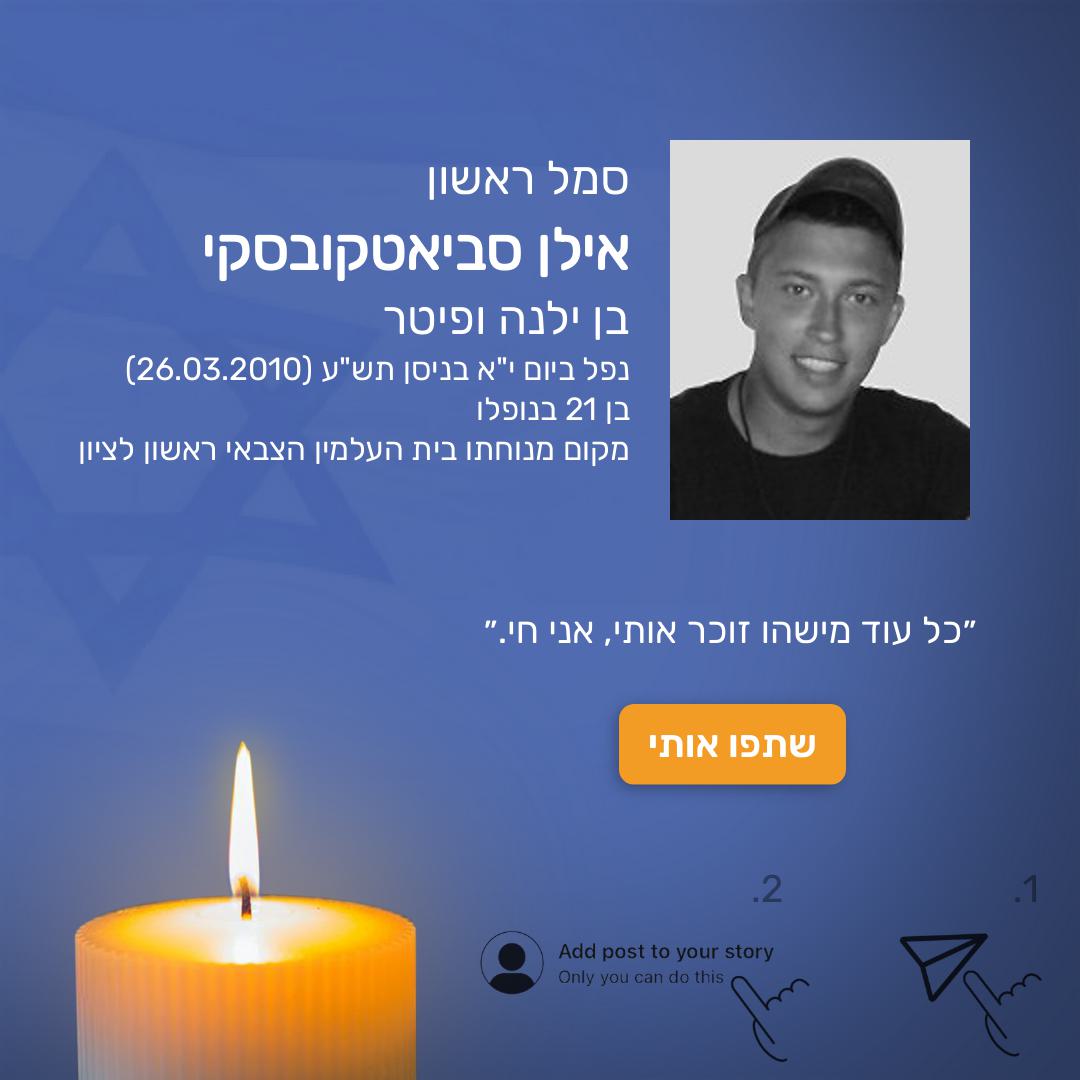 סמל ראשון
אילן סביאטקובסקי
בן ילנה ופיטר
נפל ביום י"א בניסן תש"ע (26.03.2010)
בן 21 בנופלו
מקום מנוחתו בית העלמין הצבאי ראשון לציון
״כל עוד מישהו זוכר אותי, אני חי.״
שתפו אותי
.1
.2
Add post to your story
Only you can do this